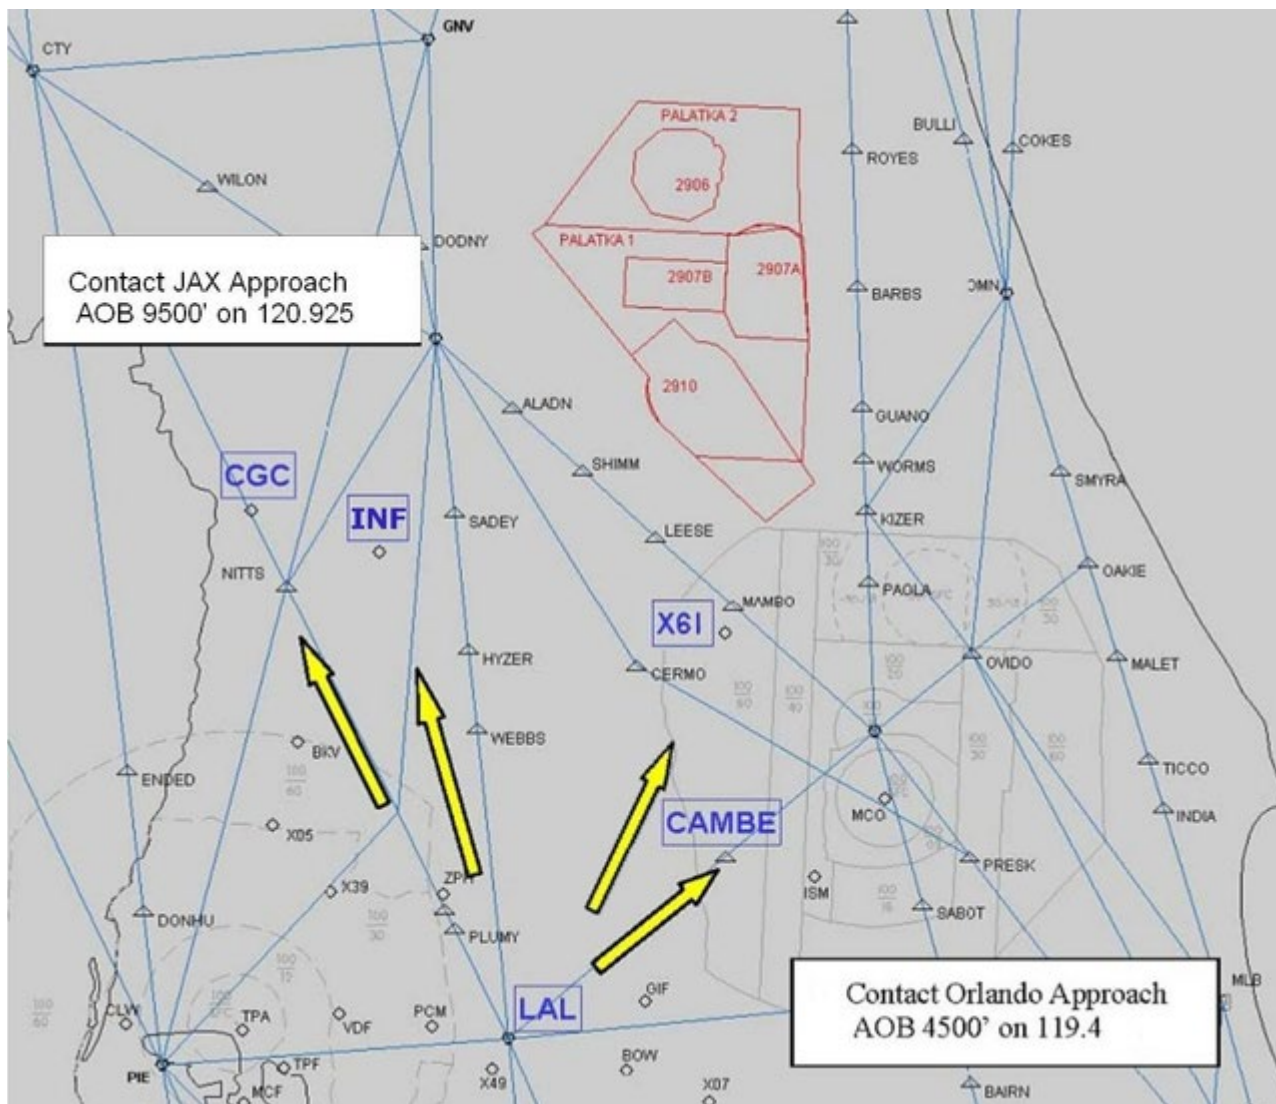 GNV
CTY
PALATKA 2
BULLI
COKES
ROYES
WILON
2906
PALATKA 1
DODNY
2907B
2907A
Contact JAX Approach
AOB 9500' on 120.925
BARBS
OMN
2910
ALADN
GUANO
SHIMM
WORMS
CGC
SMYRA
INF
SADEY
KIZER
LEESE
NITTS
OAKIE
PAOLA
MAMBO
X6I
HYZER
CERMO
OVIDO
MALET
BKV
WEBBS
ENDED
TICCO
MCO
INDIA
X05
CAMBE
PRESK
X39
ZPH
ISM
DONHU
PLUMY
SABOT
MLB
GIF
LAL
Contact Orlando Approach
AOB 4500' on 119.4
CLW
TPA
VDF
PCM
PIE
TPF
X49
BOW
MCF
X07
BAIRN